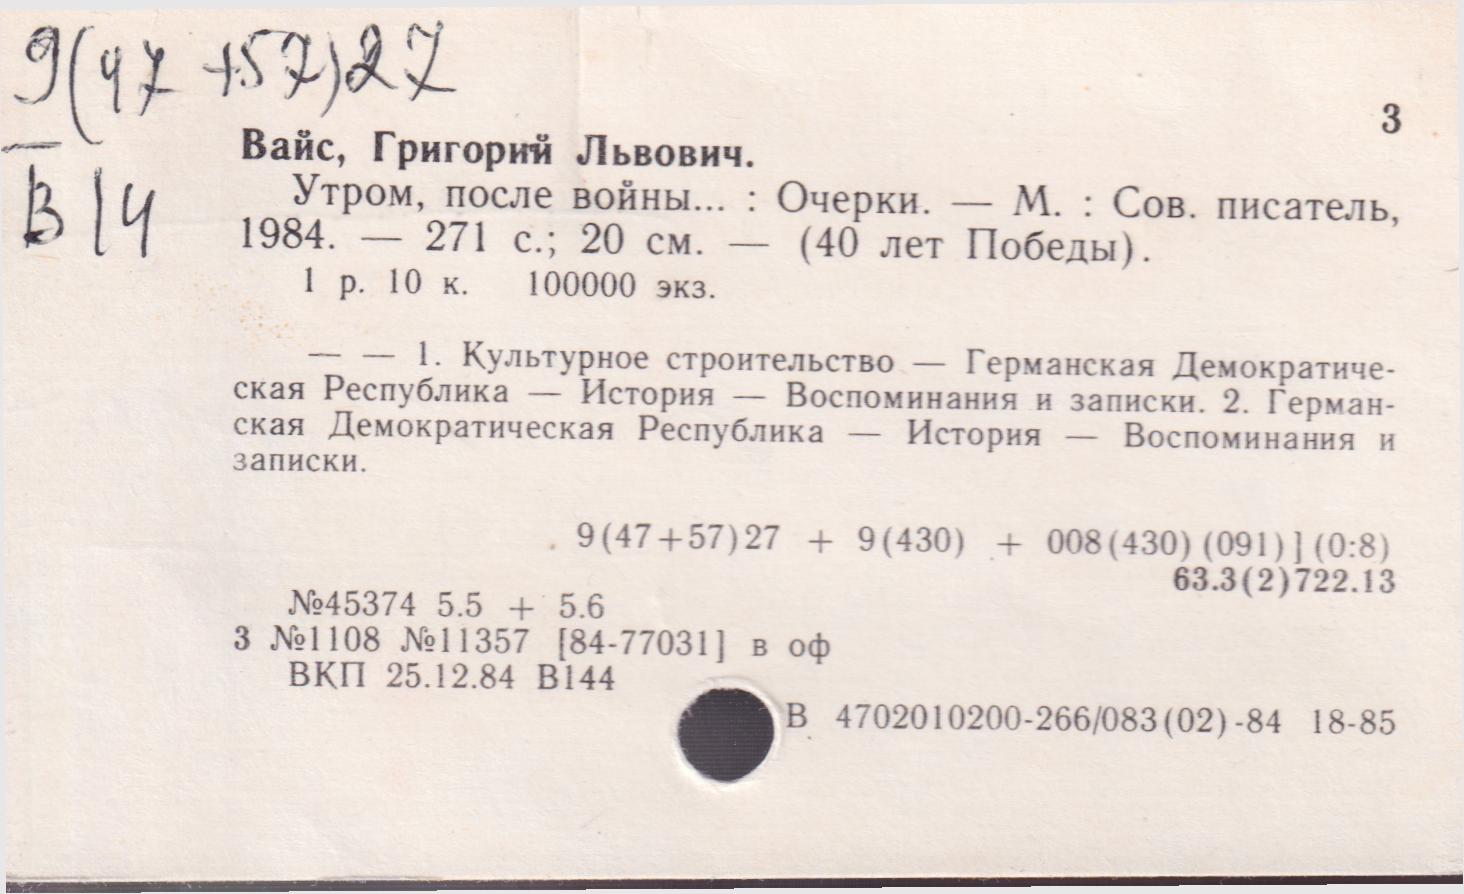 9(47+57)27
В14
3
Вайс, Григорий Львович.
Утром, после войны... : Очерки. — М. : Сов. писатель,
1984. — 271 с.; 20 см. — (40 лет Победы).
1 р. 10 к. 100000 экз.
— — 1. Культурное строительство — Германская Демократиче-
ская Республика — История — Воспоминания и записки. 2. Герман-
ская Демократическая Республика — История — Воспоминания и
записки.
9(47+57)27 + 9(430) + 008(430)(091)](0:8)
63.3(2)722.13
№45374 5.5 + 5.6
3 №1108 №11357 [84-77031] в оф
ВКП 25.12.84 В144
В 4702010200-266/083(02)-84 18-85